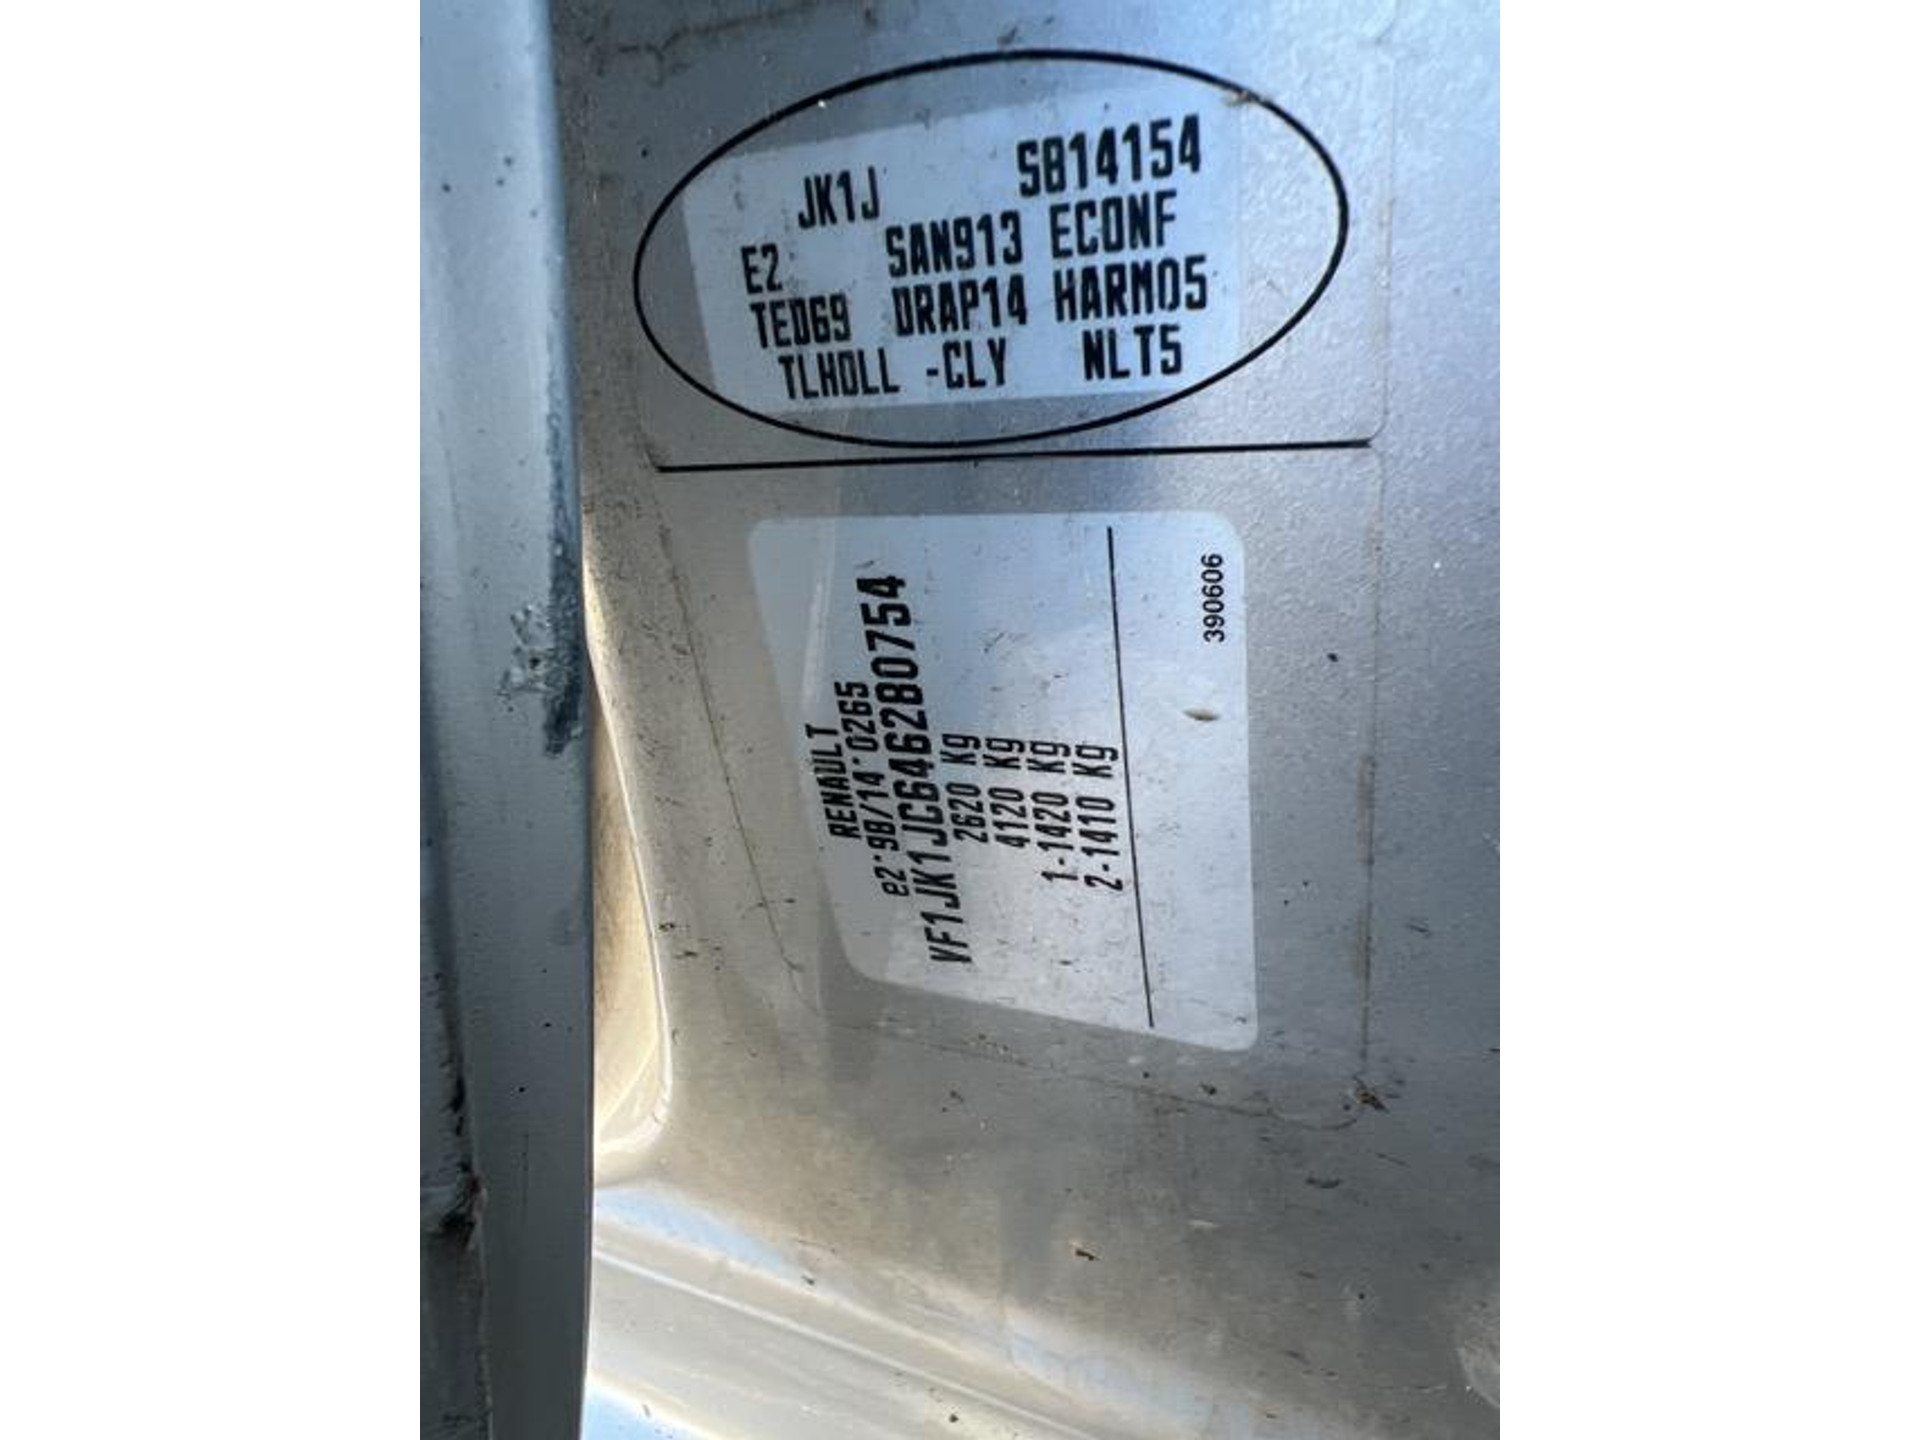 JK1J S814154
E2 SAN913 ECONF
TED69 DRAP14 HARM05
TLHOLL -CLY NLT5
RENAULT
e2*98/14*0265
VF1JK1JC646280754
2620 Kg
4120 Kg
1-1420 Kg
2-1410 Kg
390606